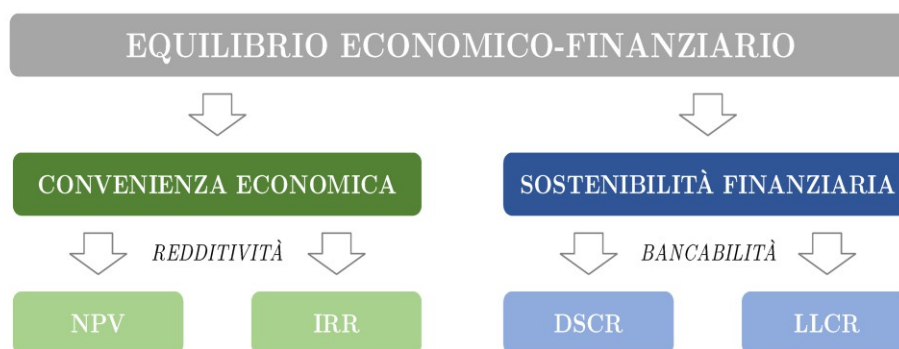 EQUILIBRIO ECONOMICO-FINANZIARIO
CONVENIENZA ECONOMICA
SOSTENIBILITÀ FINANZIARIA
REDDITIVITÀ
BANCABILITÀ
NPV
IRR
DSCR
LLCR